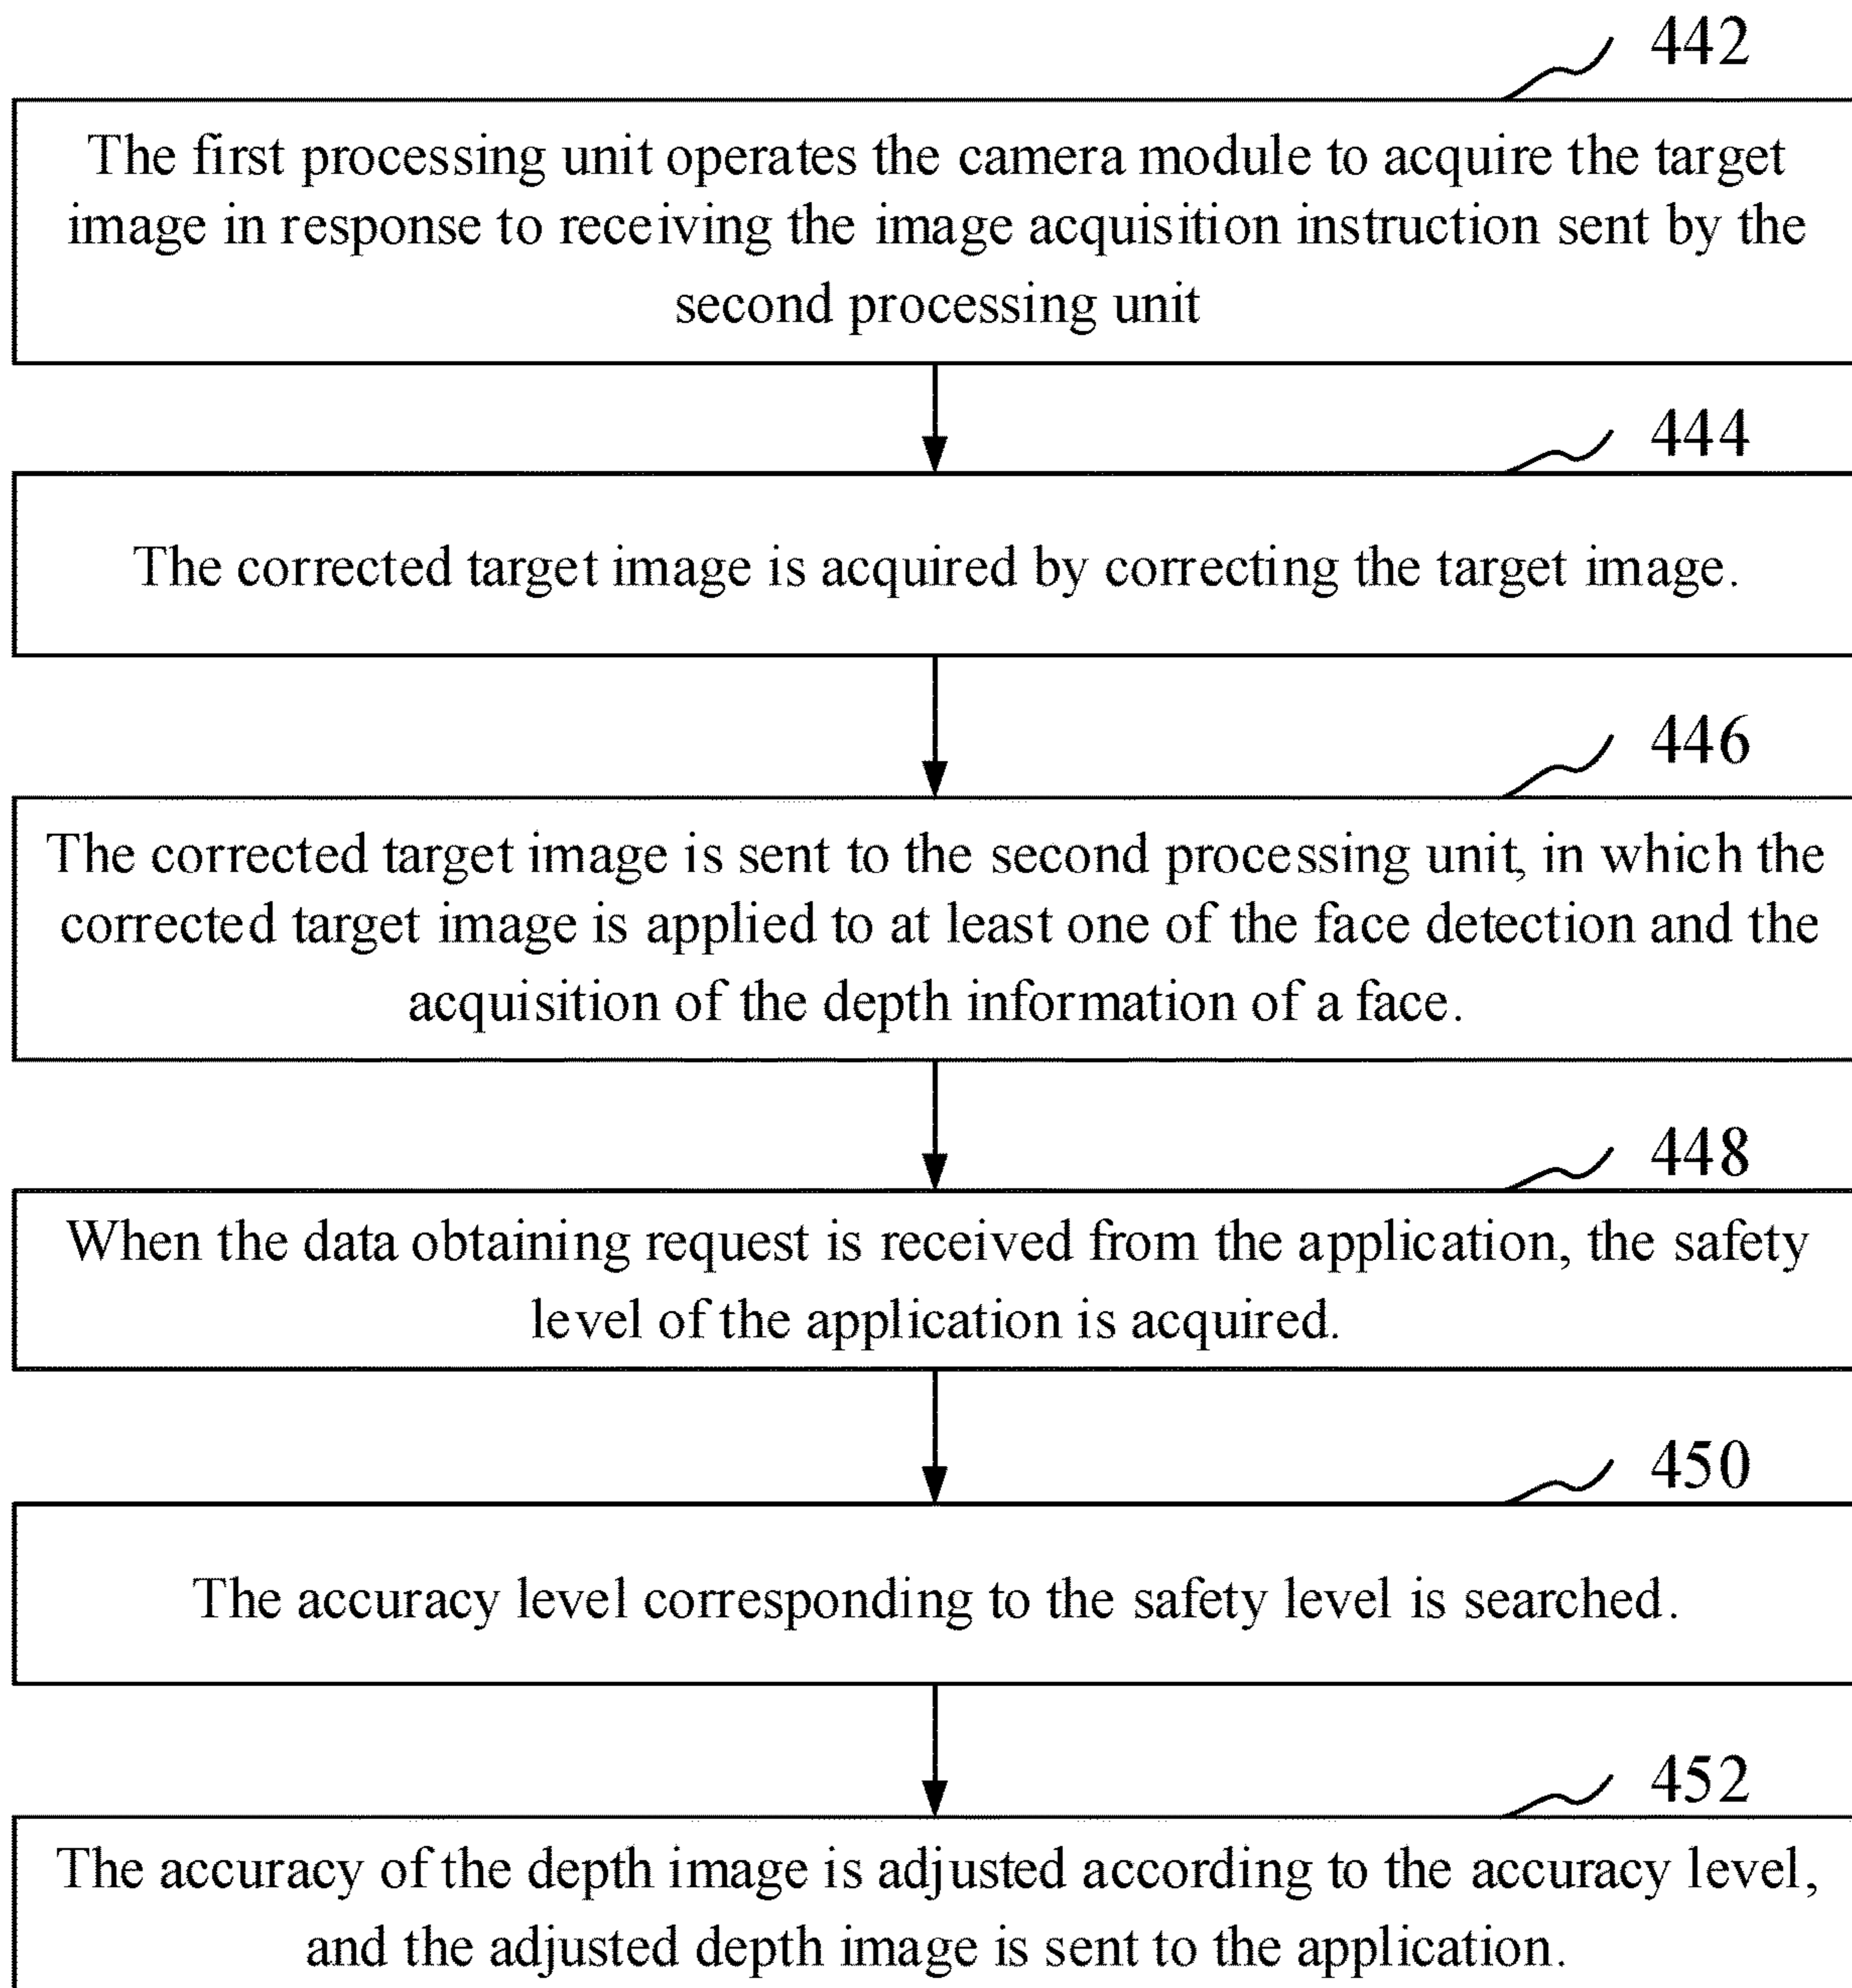 442
The first processing unit operates the camera module to acquire the target
image in response to receiving the image acquisition instruction sent by the
second processing unit
444
The corrected target image is acquired by correcting the target image.
446
The corrected target image is sent to the second processing unit, in which the
corrected target image is applied to at least one of the face detection and the
acquisition of the depth information of a face.
448
When the data obtaining request is received from the application, the safety
level of the application is acquired.
450
The accuracy level corresponding to the safety level is searched.
452
The accuracy of the depth image is adjusted according to the accuracy level,
and the adjusted depth image is sent to the application.